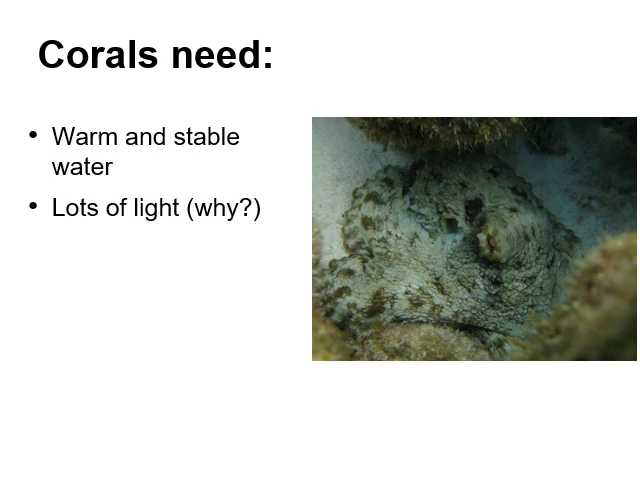 Corals need:
• Warm and stable
water
• Lots of light (why?)